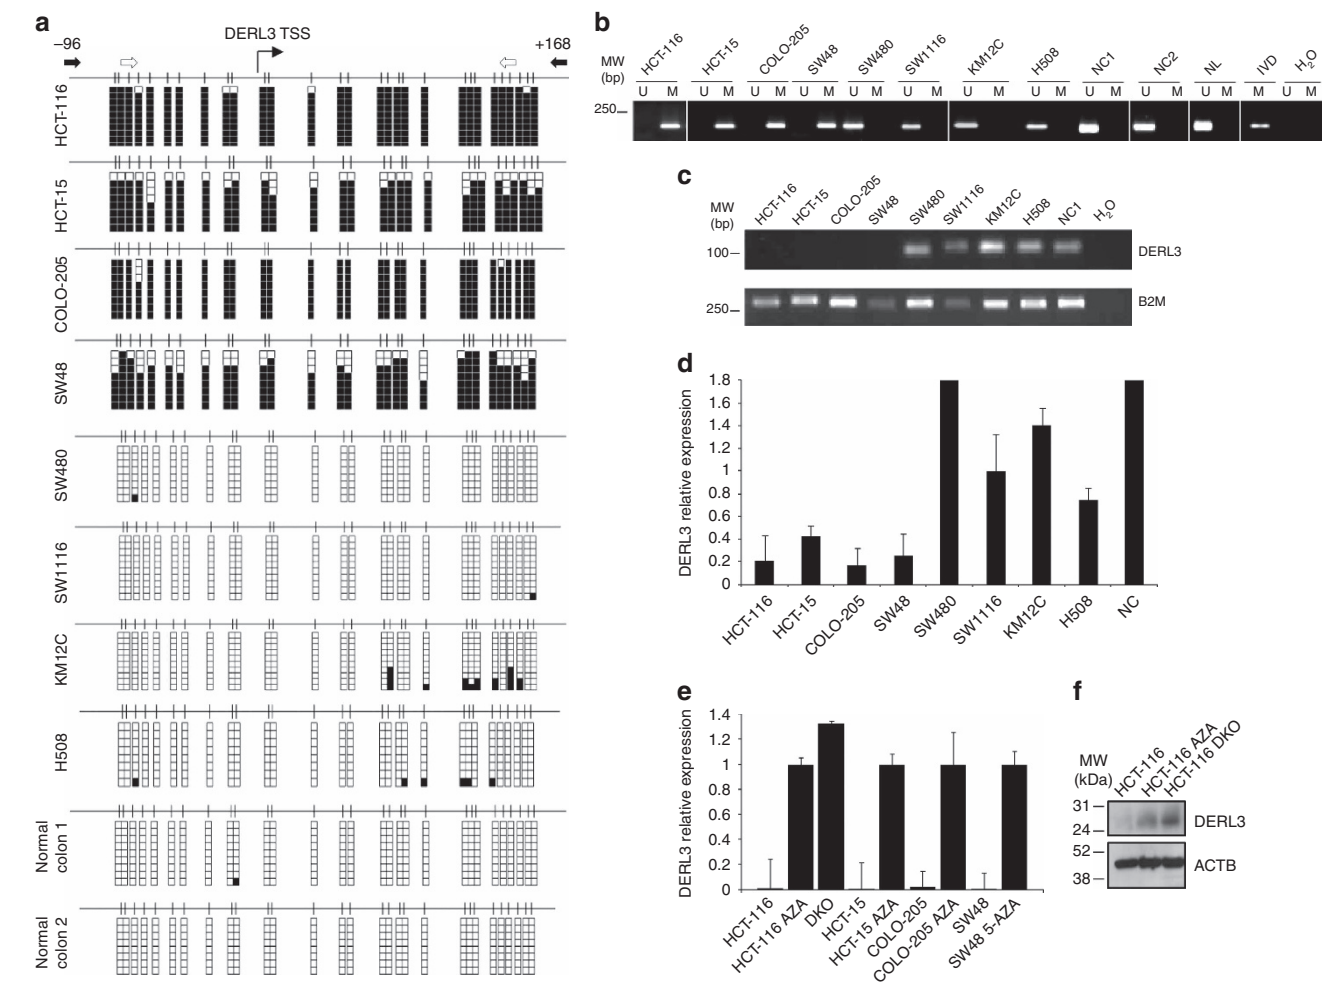 a
DERL3 TSS
–96
+168
HCT-116
HCT-15
COLO-205
SW48
SW480
SW1116
KM12C
H508
Normal
colon 1
Normal
colon 2
b
MW
(bp)
HCT-116
HCT-15
COLO-205
SW48
SW480
SW1116
KM12C
H508
NC1
NC2
NL
IVD
H2O
U M U M U M U M U M U M U M U M U M U M U M M U M
250
c
MW
(bp)
HCT-116
HCT-15
COLO-205
SW48
SW480
SW1116
KM12C
H508
NC1
H2O
100
DERL3
250
B2M
d
DERL3 relative expression
1.8
1.6
1.4
1.2
1
0.8
0.6
0.4
0.2
0
HCT-116
HCT-15
COLO-205
SW48
SW480
SW1116
KM12C
H508
NC
e
DERL3 relative expression
1.4
1.2
1
0.8
0.6
0.4
0.2
0
HCT-116
HCT-116 AZA
DKO
HCT-15
HCT-15 AZA
COLO-205
COLO-205 AZA
SW48
SW48 5-AZA
f
MW
(kDa)
HCT-116
HCT-116 AZA
HCT-116 DKO
31
24
DERL3
52
38
ACTB